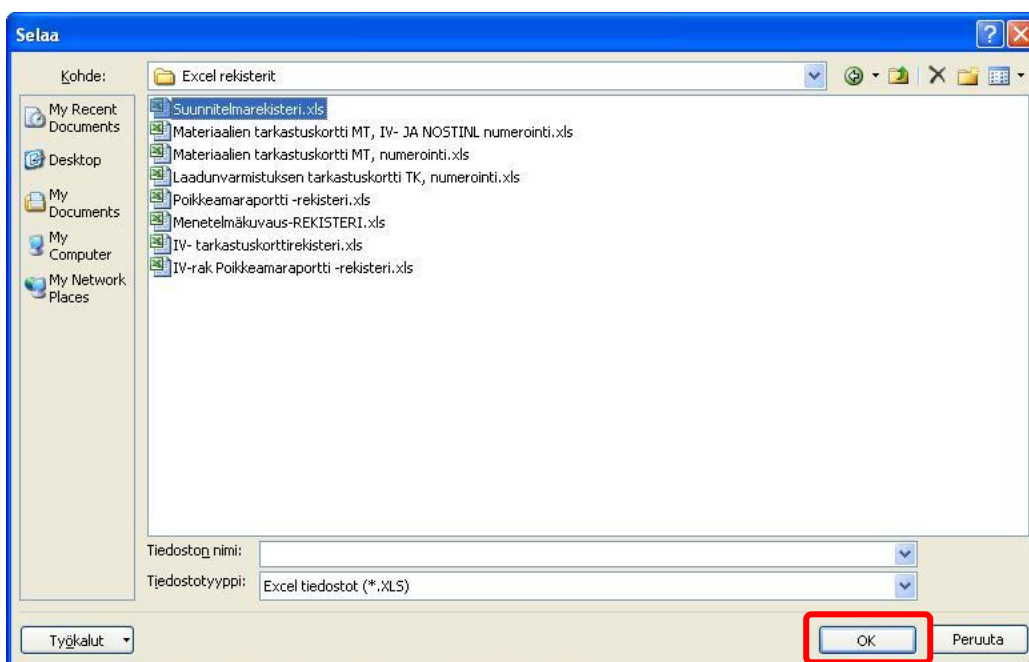 Selaa
Kohde:
Excel rekisterit
My Recent
Documents
Desktop
My
Documents
My
Computer
My Network
Places
Suunnitelmarekisteri.xls
Materiaalien tarkastuskortti MT, IV- JA NOSTINL numerointi.xls
Materiaalien tarkastuskortti MT, numerointi.xls
Laadunvarmistuksen tarkastuskortti TK, numerointi.xls
Poikkeamaraportti -rekisteri.xls
Menetelmäkuvaus-REKISTERI.xls
IV- tarkastuskorttirekisteri.xls
IV-rak Poikkeamaraportti -rekisteri.xls
Tiedoston nimi:
Tiedostotyyppi:
Excel tiedostot (*.XLS)
Työkalut
OK
Peruuta